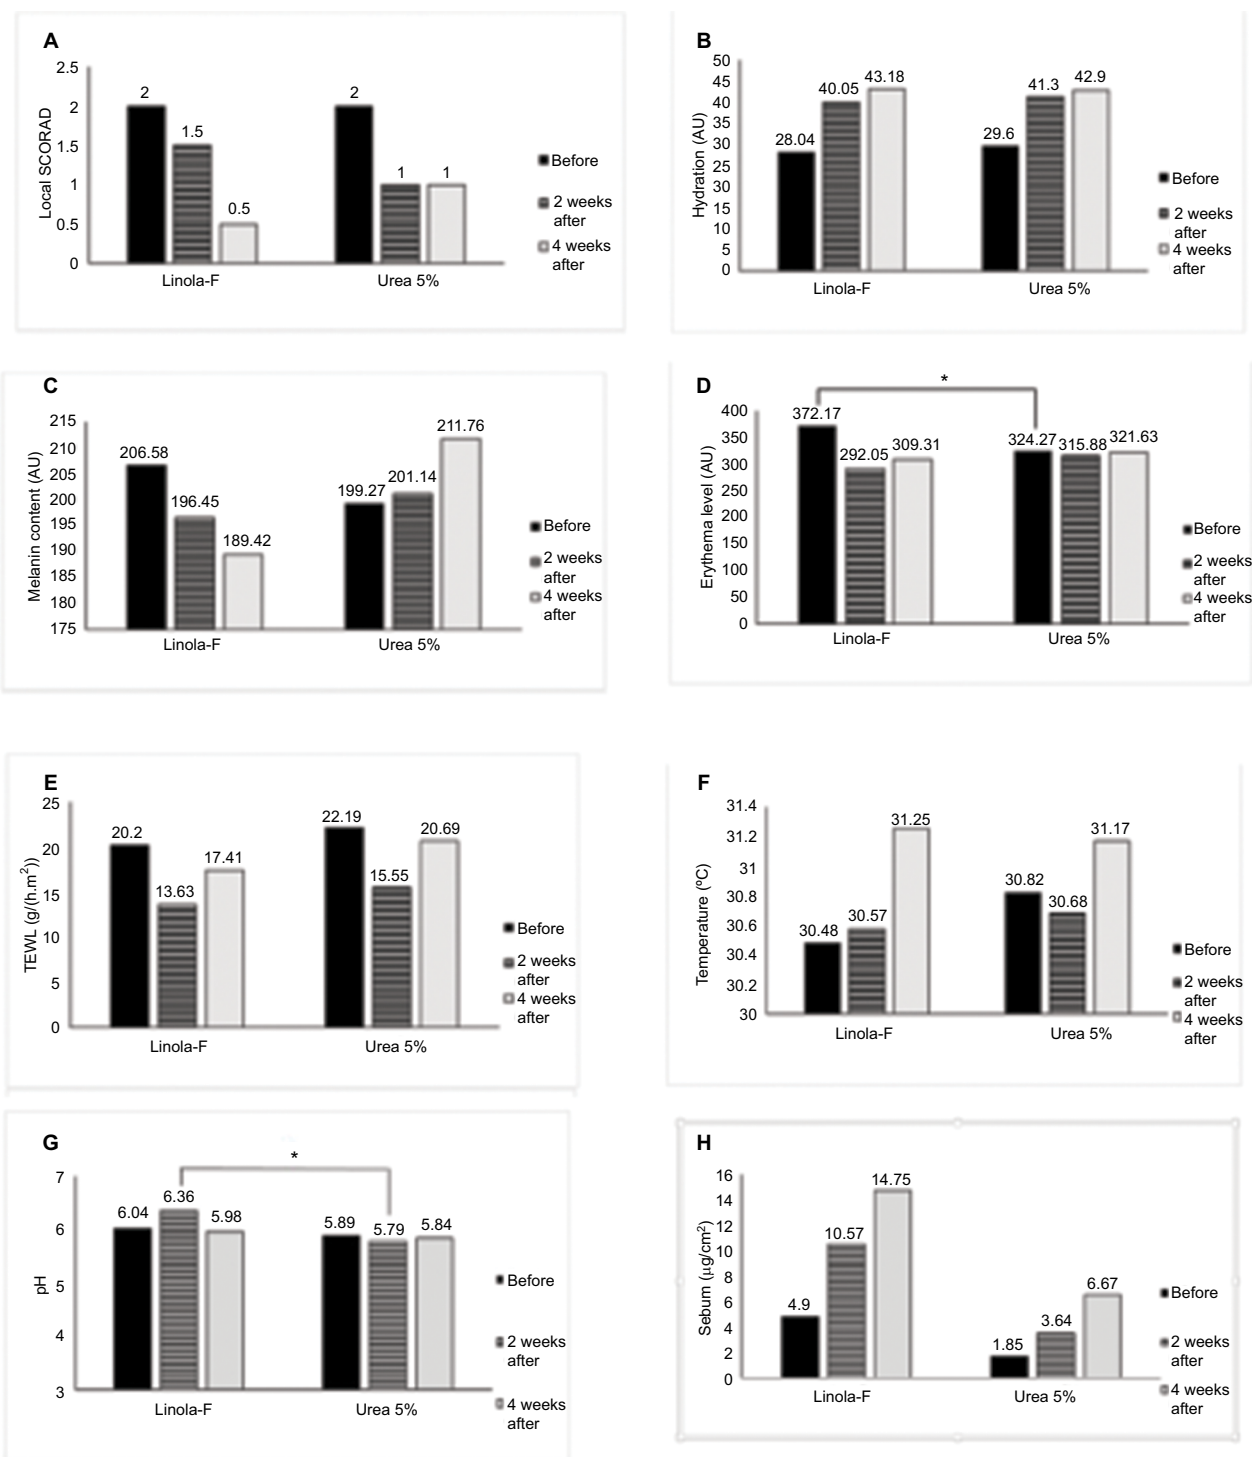 A
2.5
2
1.5
1
0.5
0
Local SCORAD
2
1.5
0.5
2
1
1
Linola-F
Urea 5%
Before
2 weeks
after
4 weeks
after
B
50
45
40
35
30
25
30
15
10
5
0
Hydration (AU)
28.04
40.05
43.18
29.6
41.3
42.9
Linola-F
Urea 5%
Before
2 weeks
after
4 weeks
after
C
215
210
205
200
195
190
185
180
175
Melanin content (AU)
206.58
196.45
189.42
199.27
201.14
211.76
Linola-F
Urea 5%
Before
2 weeks
after
4 weeks
after
D
*
400
350
300
250
200
150
100
50
0
Erythema level (AU)
372.17
292.05
309.31
324.27
315.88
321.63
Linola-F
Urea 5%
Before
2 weeks
after
4 weeks
after
E
25
20
15
10
5
0
TEWL (g/(h.m²))
20.2
13.63
17.41
22.19
15.55
20.69
Linola-F
Urea 5%
Before
2 weeks
after
4 weeks
after
F
31.4
31.2
31
30.8
30.6
30.4
30.2
30
Temperature (ºC)
30.48
30.57
31.25
30.82
30.68
31.17
Linola-F
Urea 5%
Before
2 weeks
after
4 weeks
after
G
*
7
6
5
4
3
pH
6.04
6.36
5.98
5.89
5.79
5.84
Linola-F
Urea 5%
Before
2 weeks
after
4 weeks
after
H
16
14
12
10
8
6
4
2
0
Sebum (µg/cm²)
4.9
10.57
14.75
1.85
3.64
6.67
Linola-F
Urea 5%
Before
2 weeks
after
4 weeks
after